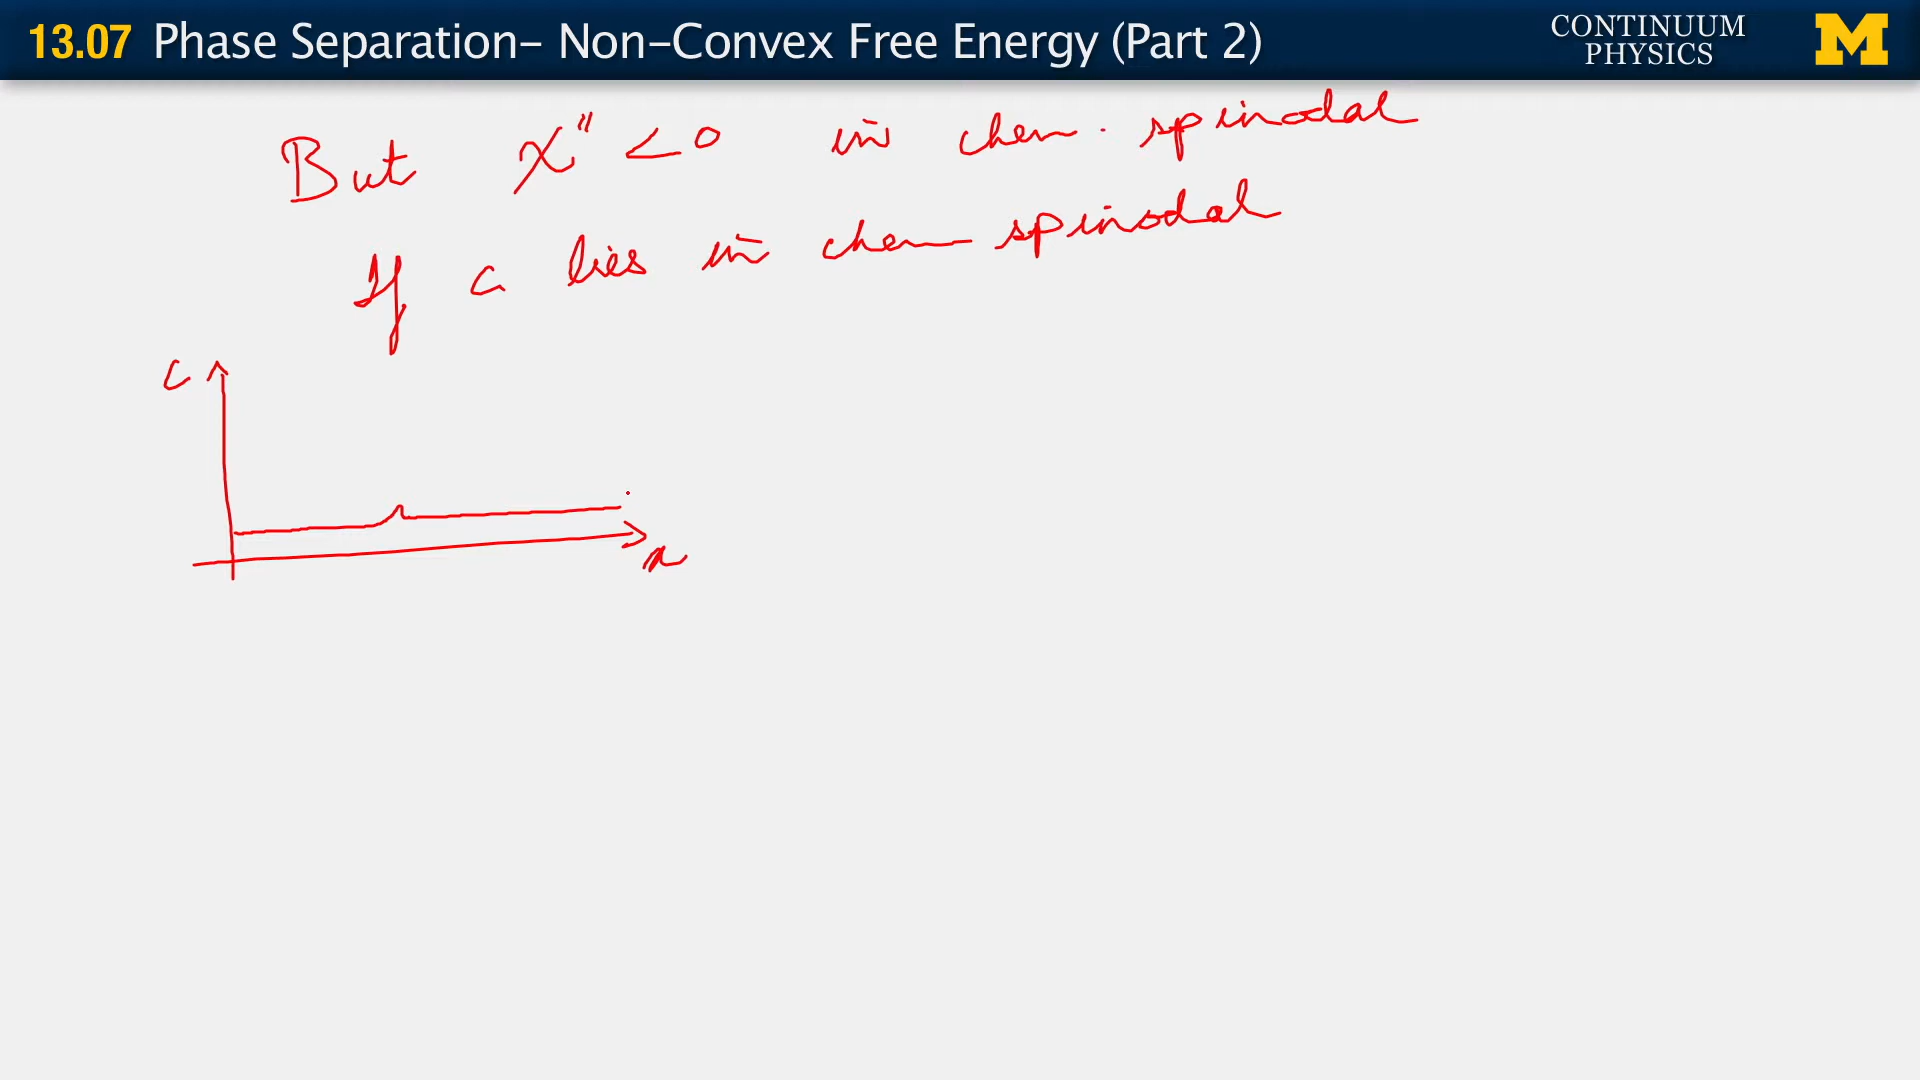 13.07 Phase Separation– Non–Convex Free Energy (Part 2)
CONTINUUM
PHYSICS
M
But χ" < 0 in chem. spinodal
If c lies in chem spinodal
c
x